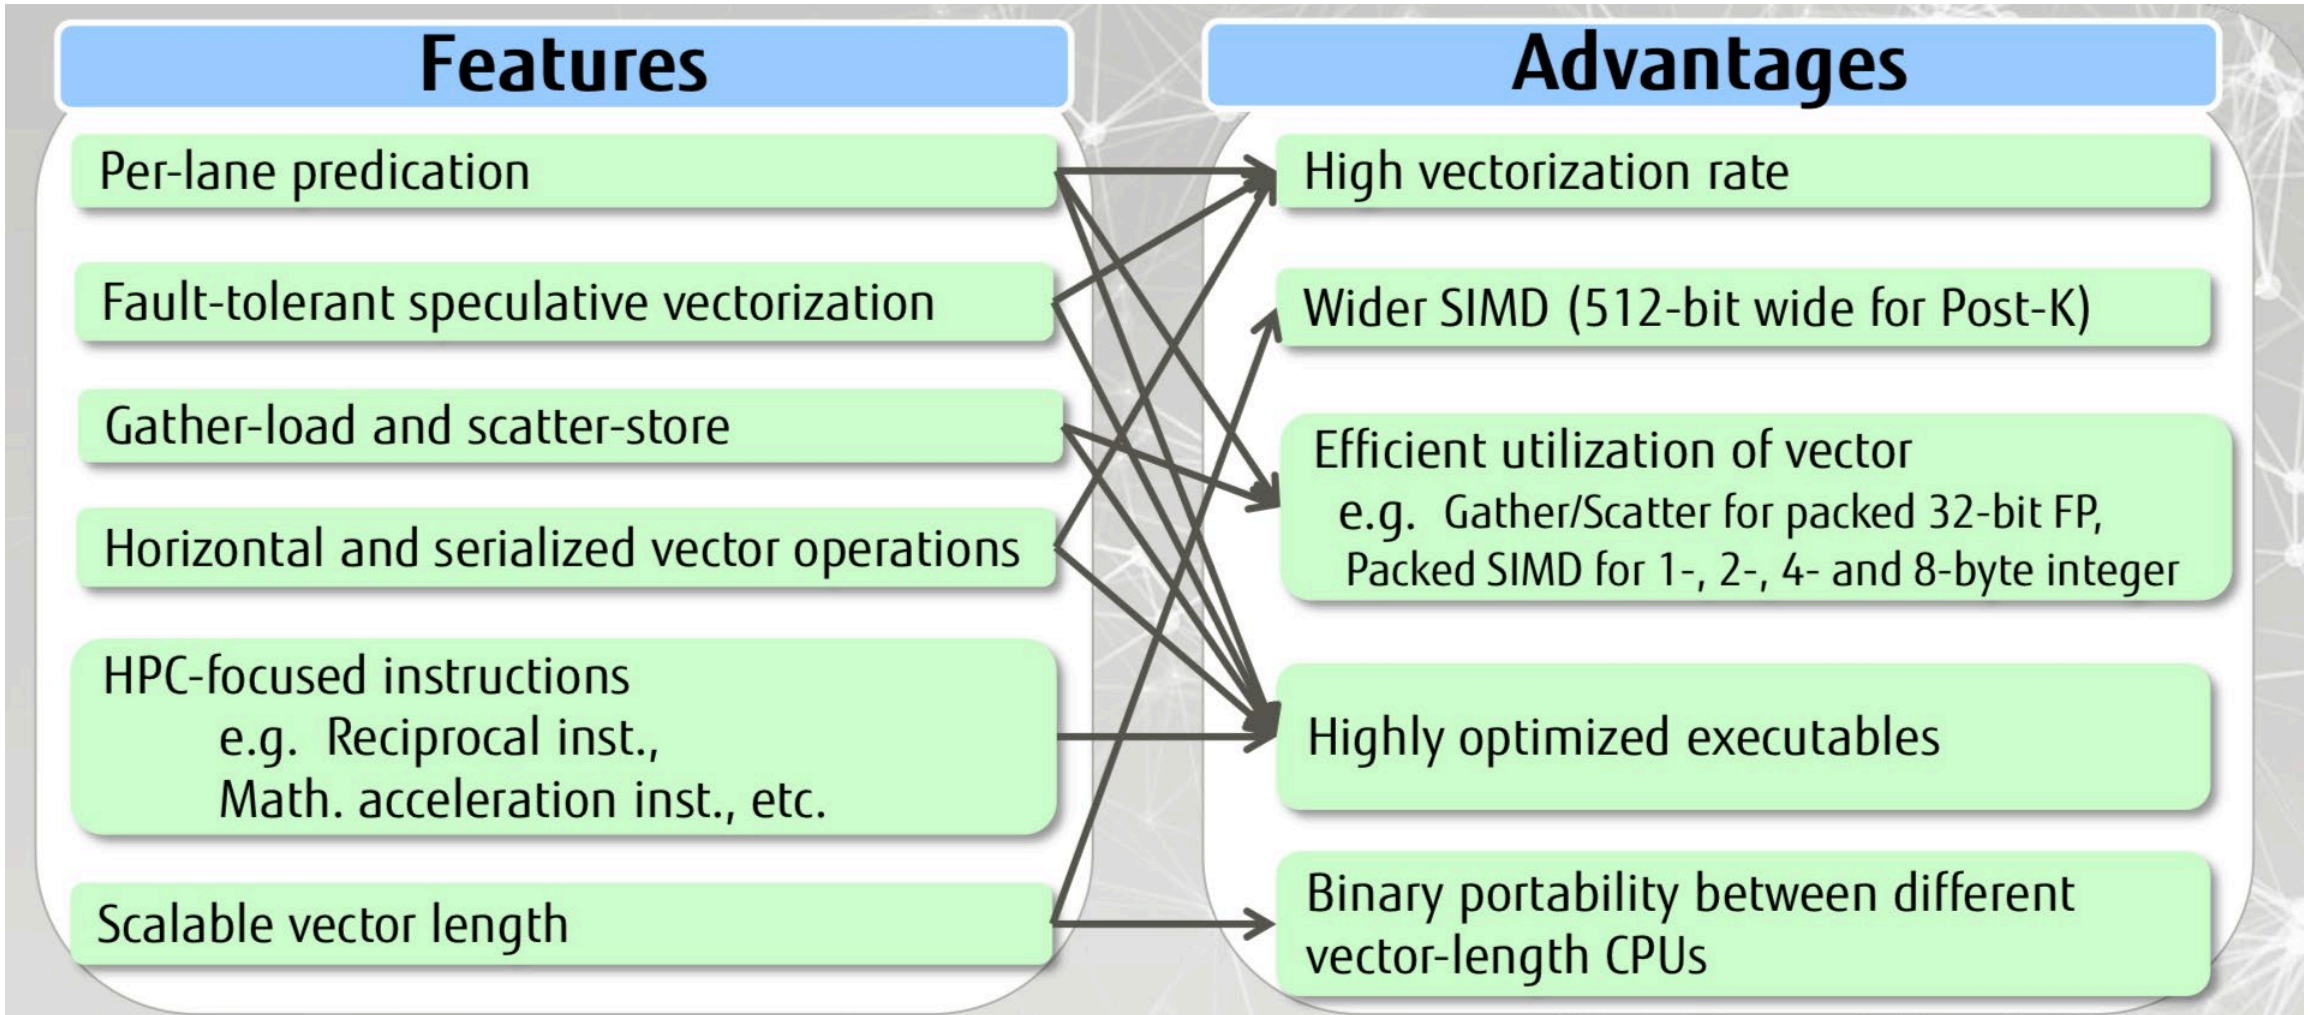 Features
Per-lane predication
Fault-tolerant speculative vectorization
Gather-load and scatter-store
Horizontal and serialized vector operations
HPC-focused instructions
e.g. Reciprocal inst.,
Math. acceleration inst., etc.
Scalable vector length
Advantages
High vectorization rate
Wider SIMD (512-bit wide for Post-K)
Efficient utilization of vector
e.g. Gather/Scatter for packed 32-bit FP,
Packed SIMD for 1-, 2-, 4- and 8-byte integer
Highly optimized executables
Binary portability between different
vector-length CPUs